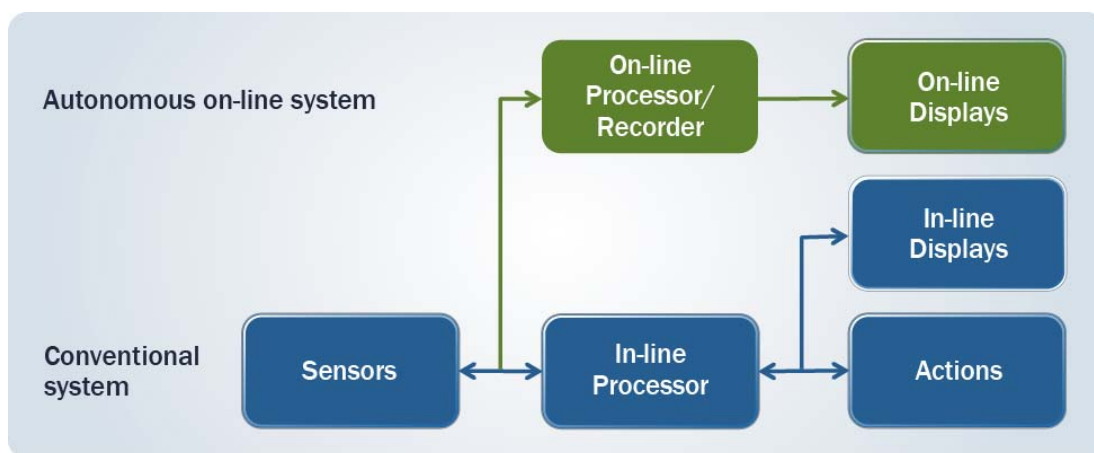 Autonomous on-line system
On-line
Processor/
Recorder
On-line
Displays
In-line
Displays
Conventional
system
Sensors
In-line
Processor
Actions